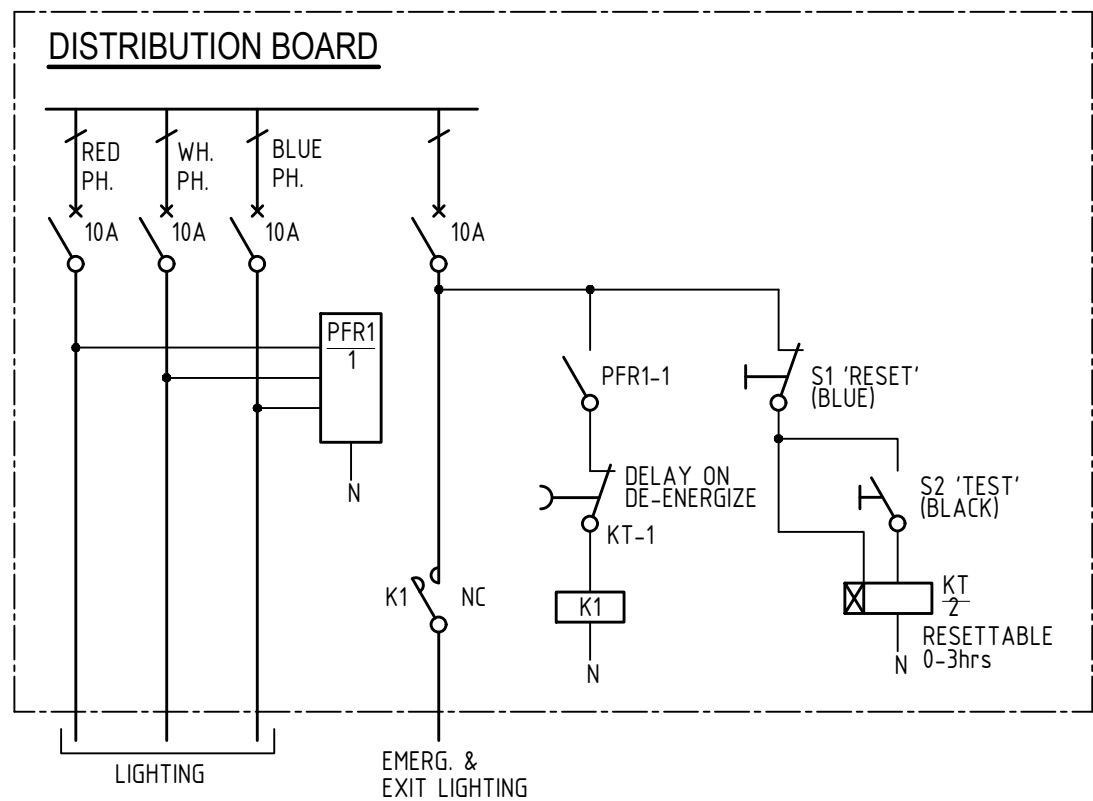 DISTRIBUTION BOARD
RED
PH.
WH.
PH.
BLUE
PH.
10A
10A
10A
10A
PFR1
1
N
PFR1-1
S1 'RESET'
(BLUE)
DELAY ON
DE-ENERGIZE
KT-1
S2 'TEST'
(BLACK)
K1
NC
K1
N
KT
2
RESETTABLE
0-3hrs
N
LIGHTING
EMERG. &
EXIT LIGHTING